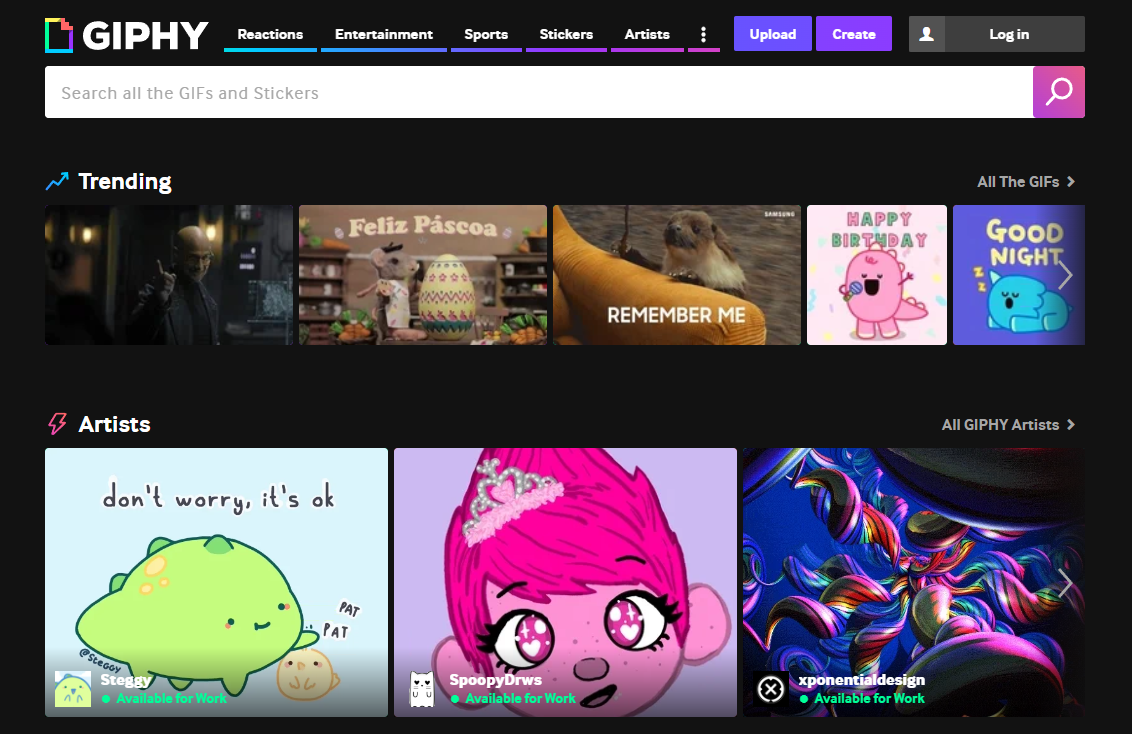 GIPHY
Reactions
Entertainment
Sports
Stickers
Artists
Upload
Create
Log in
Search all the GIFs and Stickers
Trending
All The GIFs
Feliz Páscoa
SAMSUNG
REMEMBER ME
HAPPY
BIRTHDAY
GOOD
NIGHT
z
z
Artists
All GIPHY Artists
don't worry, it's ok
PAT
PAT
@Steggy
Steggy
Available for Work
SpoopyDrws
Available for Work
xponentialdesign
Available for Work